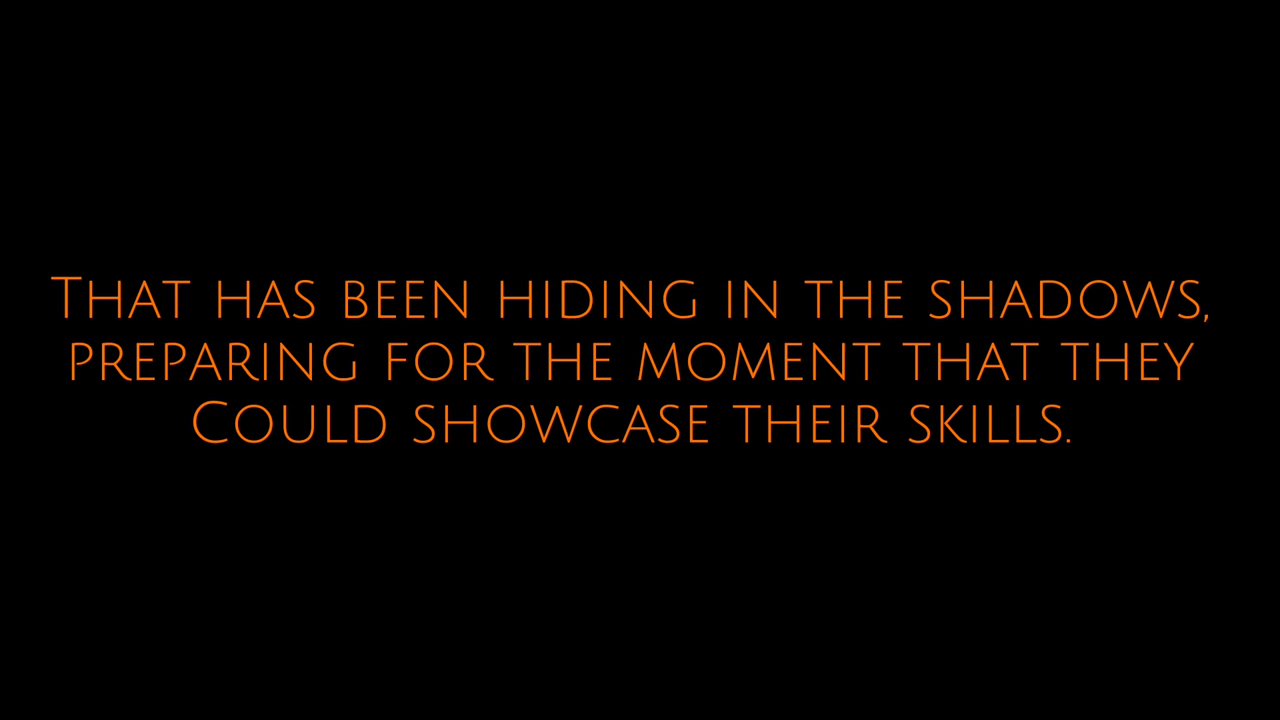 That has been hiding in the shadows,
preparing for the moment that they
Could showcase their skills.